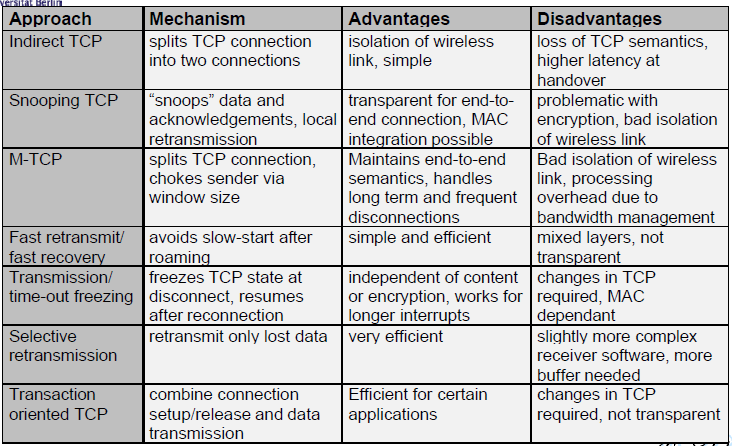 versität Berlin
Approach Mechanism Advantages Disadvantages
Indirect TCP splits TCP connection isolation of wireless loss of TCP semantics,
into two connections link, simple higher latency at
handover
Snooping TCP “snoops” data and transparent for end-to- problematic with
acknowledgements, local end connection, MAC encryption, bad isolation
retransmission integration possible of wireless link
M-TCP splits TCP connection, Maintains end-to-end Bad isolation of wireless
chokes sender via semantics, handles link, processing
window size long term and frequent overhead due to
disconnections bandwidth management
Fast retransmit/ avoids slow-start after simple and efficient mixed layers, not
fast recovery roaming transparent
Transmission/ freezes TCP state at independent of content changes in TCP
time-out freezing disconnect, resumes or encryption, works for required, MAC
after reconnection longer interrupts dependant
Selective retransmit only lost data very efficient slightly more complex
retransmission receiver software, more
buffer needed
Transaction combine connection Efficient for certain changes in TCP
oriented TCP setup/release and data applications required, not transparent
transmission